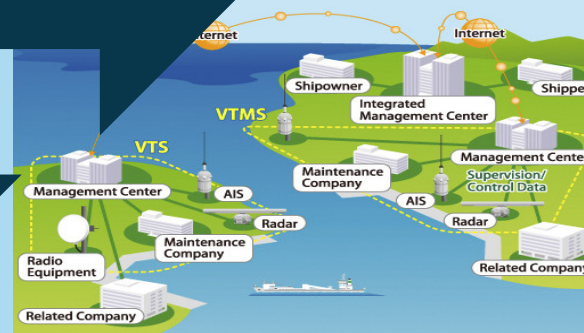 Internet
Shipowner
Integrated
Management Center
Shippe
VTMS
VTS
Management Center
AIS
Radar
Maintenance
Company
Radio
Equipment
Related Company
Maintenance
Company
Management Cente
Supervision/
Control Data
AIS
Radar
Related Company
ternet